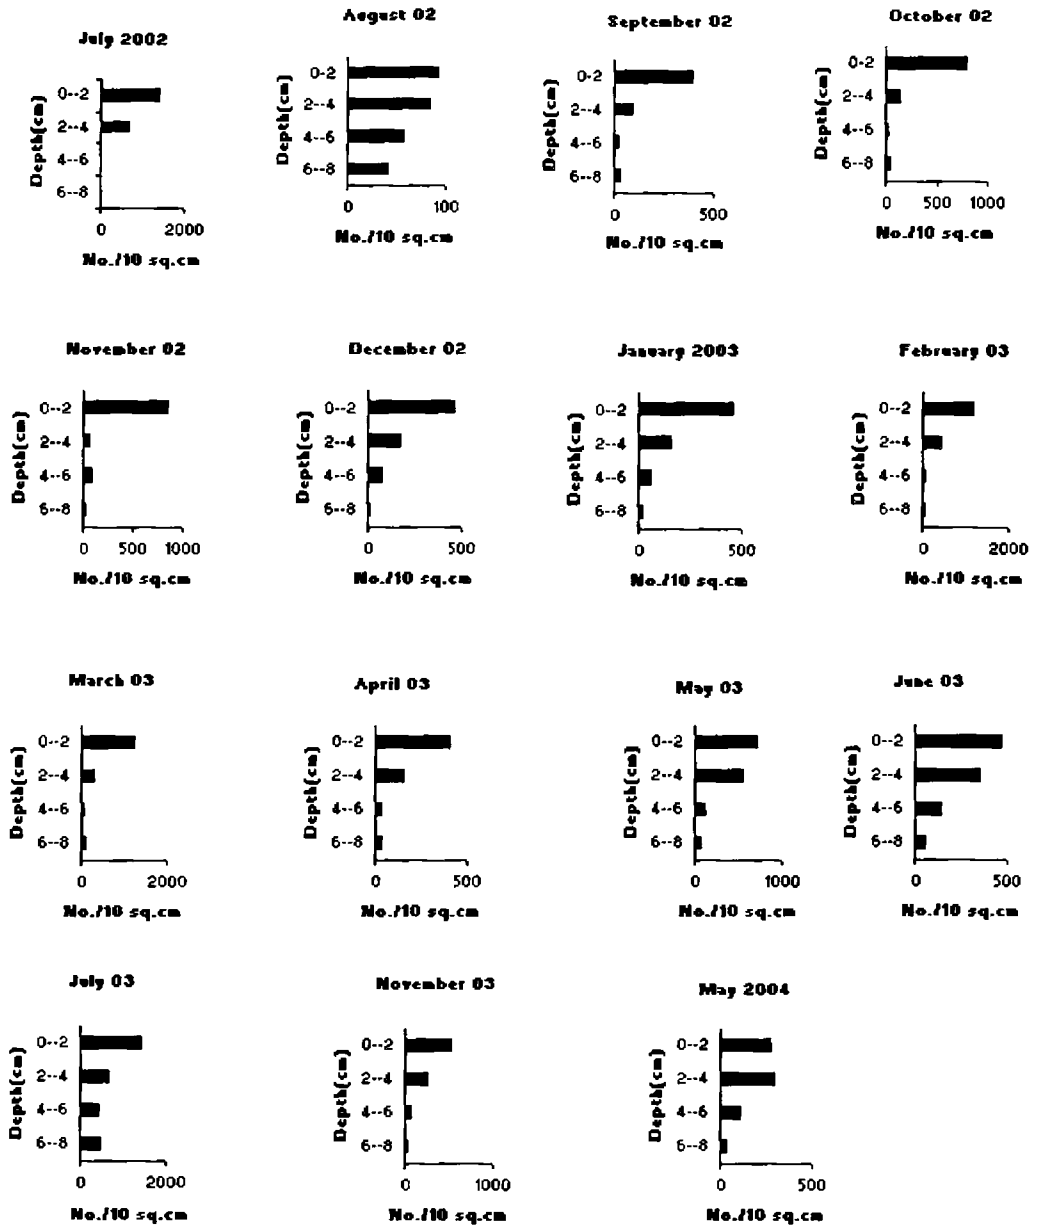 July 2002
Depth(cm)
0--2
2--4
4--6
6--8
0 2000
No./10 sq.cm
August 02
Depth(cm)
0-2
2--4
4--6
6--8
0 100
No./10 sq.cm
September 02
Depth(cm)
0-2
2--4
4--6
6--8
0 500
No./10 sq.cm
October 02
Depth(cm)
0-2
2--4
4--6
6--8
0 500 1000
No./10 sq.cm
November 02
Depth(cm)
0--2
2--4
4--6
6--8
0 500 1000
No./10 sq.cm
December 02
Depth(cm)
0--2
2--4
4--6
6--8
0 500
No./10 sq.cm
January 2003
Depth(cm)
0--2
2--4
4--6
6--8
0 500
No./10 sq.cm
February 03
Depth(cm)
0--2
2--4
4--6
6--8
0 2000
No./10 sq.cm
March 03
Depth(cm)
0--2
2--4
4--6
6--8
0 2000
No./10 sq.cm
April 03
Depth(cm)
0--2
2--4
4--6
6--8
0 500
No./10 sq.cm
May 03
Depth(cm)
0--2
2--4
4--6
6--8
0 1000
No./10 sq.cm
June 03
Depth(cm)
0--2
2--4
4--6
6--8
0 500
No./10 sq.cm
July 03
Depth(cm)
0--2
2--4
4--6
6--8
0 2000
No./10 sq.cm
November 03
Depth(cm)
0--2
2--4
4--6
6--8
0 1000
No./10 sq.cm
May 2004
Depth(cm)
0--2
2--4
4--6
6--8
0 500
No./10 sq.cm